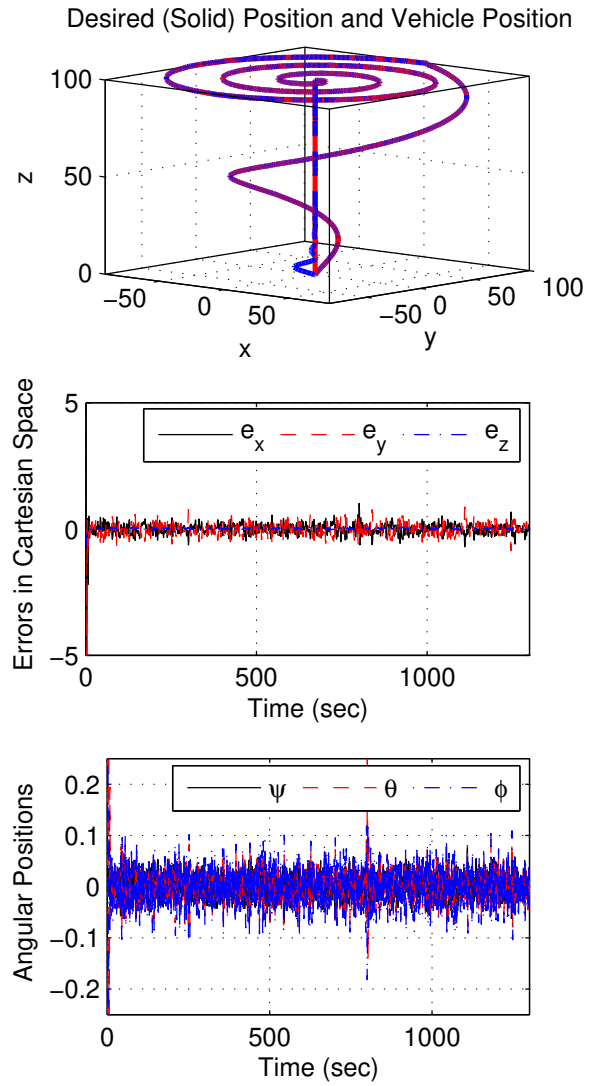 Desired (Solid) Position and Vehicle Position
100
50
0
z
−50
0
50
x
−50
0
50
100
y
5
0
−5
Errors in Cartesian Space
e_x e_y e_z
0 500 1000
Time (sec)
0.2
0.1
0
−0.1
−0.2
Angular Positions
ψ θ ϕ
0 500 1000
Time (sec)